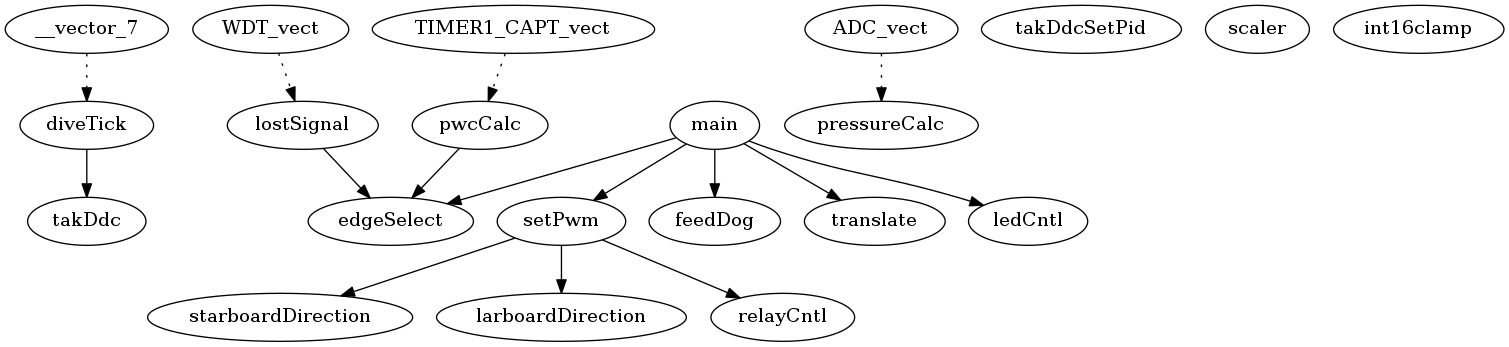 __vector_7
WDT_vect
TIMER1_CAPT_vect
ADC_vect
takDdcSetPid
scaler
int16clamp
diveTick
lostSignal
pwcCalc
main
pressureCalc
takDdc
edgeSelect
setPwm
feedDog
translate
ledCntl
starboardDirection
larboardDirection
relayCntl